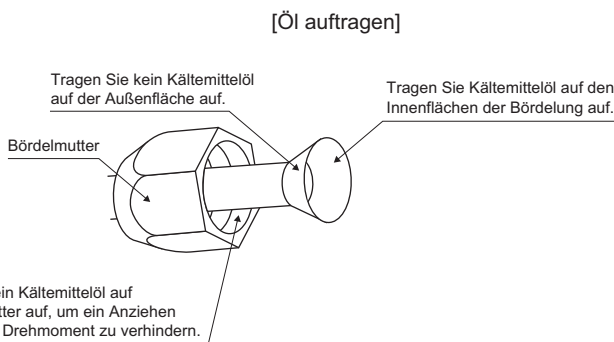 [Öl auftragen]
Tragen Sie kein Kältemittelöl
auf der Außenfläche auf.
Tragen Sie Kältemittelöl auf den
Innenflächen der Bördelung auf.
Bördelmutter
ein Kältemittelöl auf
tter auf, um ein Anziehen
Drehmoment zu verhindern.